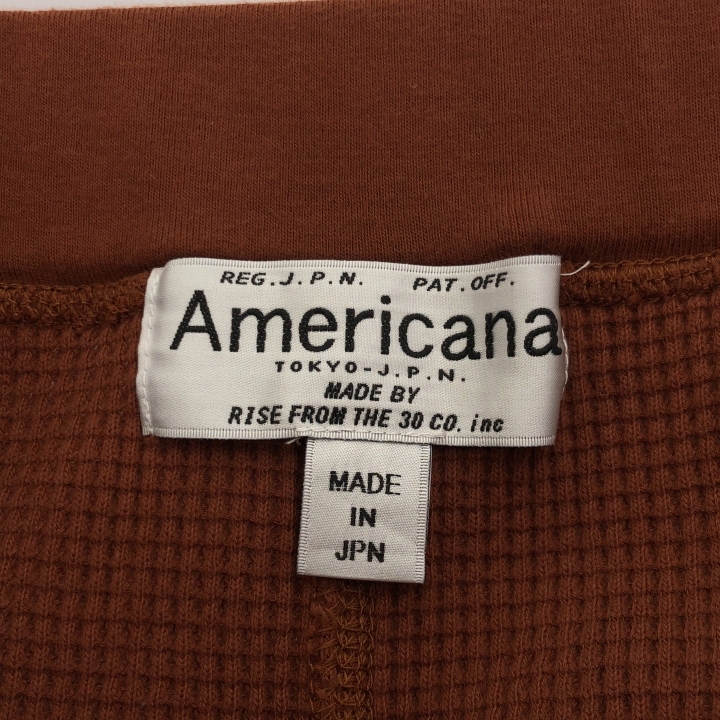 REG.J.P.N. PAT.OFF.
Americana
TOKYO-J.P.N.
MADE BY
RISE FROM THE 30 CO. inc
MADE
IN
JPN